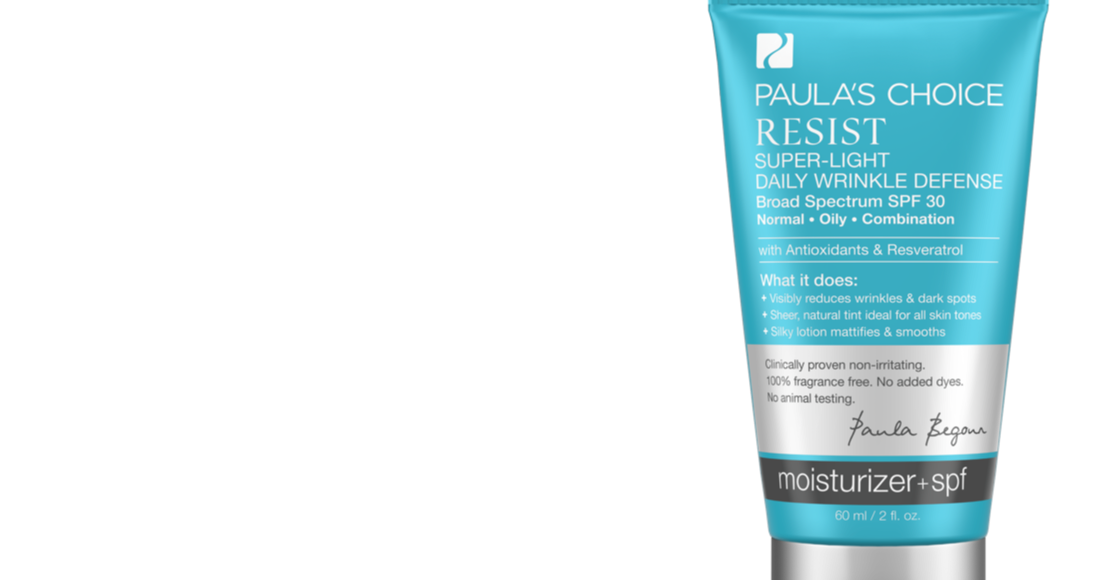 PAULA'S CHOICE
RESIST
SUPER-LIGHT
DAILY WRINKLE DEFENSE
Broad Spectrum SPF 30
Normal • Oily • Combination
with Antioxidants & Resveratrol
What it does:
+ Visibly reduces wrinkles & dark spots
+ Sheer, natural tint ideal for all skin tones
+ Silky lotion mattifies & smooths
Clinically proven non-irritating.
100% fragrance free. No added dyes.
No animal testing.
Paula Begoun
moisturizer+spf
60 ml / 2 fl. oz.